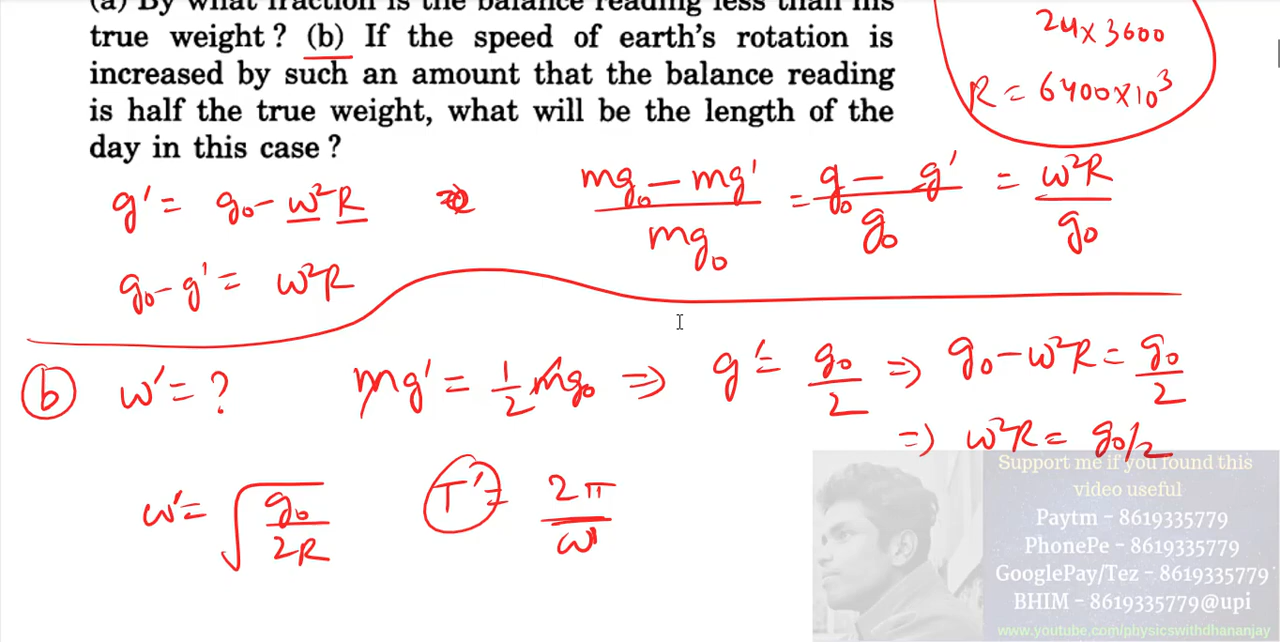 (a) By what fraction is the balance reading less than his
true weight? (b) If the speed of earth's rotation is
increased by such an amount that the balance reading
is half the true weight, what will be the length of the
day in this case?
24×3600
R = 6400×10³
g' = g₀ - ω²R ⇒ (mg₀ - mg')/mg₀ = (g₀ - g')/g₀ = ω²R/g₀
g₀ - g' = ω²R
(b) ω' = ? mg' = 1/2 mg₀ ⇒ g' = g₀/2 ⇒ g₀ - ω²R = g₀/2
⇒ ω²R = g₀/2
ω' = √(g₀/2R) T' = 2π/ω'
Support me if you found this
video useful
Paytm - 8619335779
PhonePe - 8619335779
GooglePay/Tez - 8619335779
BHIM - 8619335779@upi
www.youtube.com/physicswithdhananjay